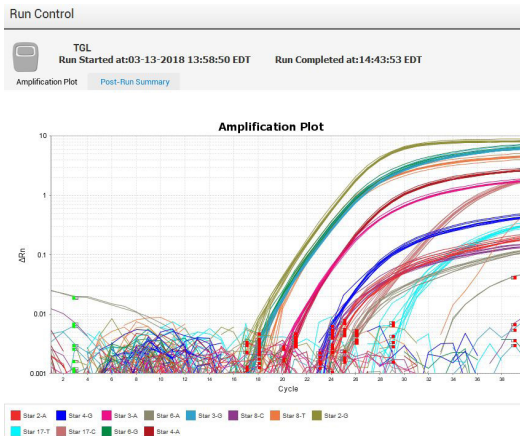 Run Control
TGL
Run Started at:03-13-2018 13:58:50 EDT Run Completed at:14:43:53 EDT
Amplification Plot Post-Run Summary
Amplification Plot
10
1
0.1
0.01
0.001
ΔRn
2 4 6 8 10 12 14 16 18 20 22 24 26 28 30 32 34 36 38
Cycle
Star 2-A Star 4-G Star 3-A Star 6-A Star 3-G Star 8-C Star 8-T Star 2-G
Star 17-T Star 17-C Star 6-G Star 4-A